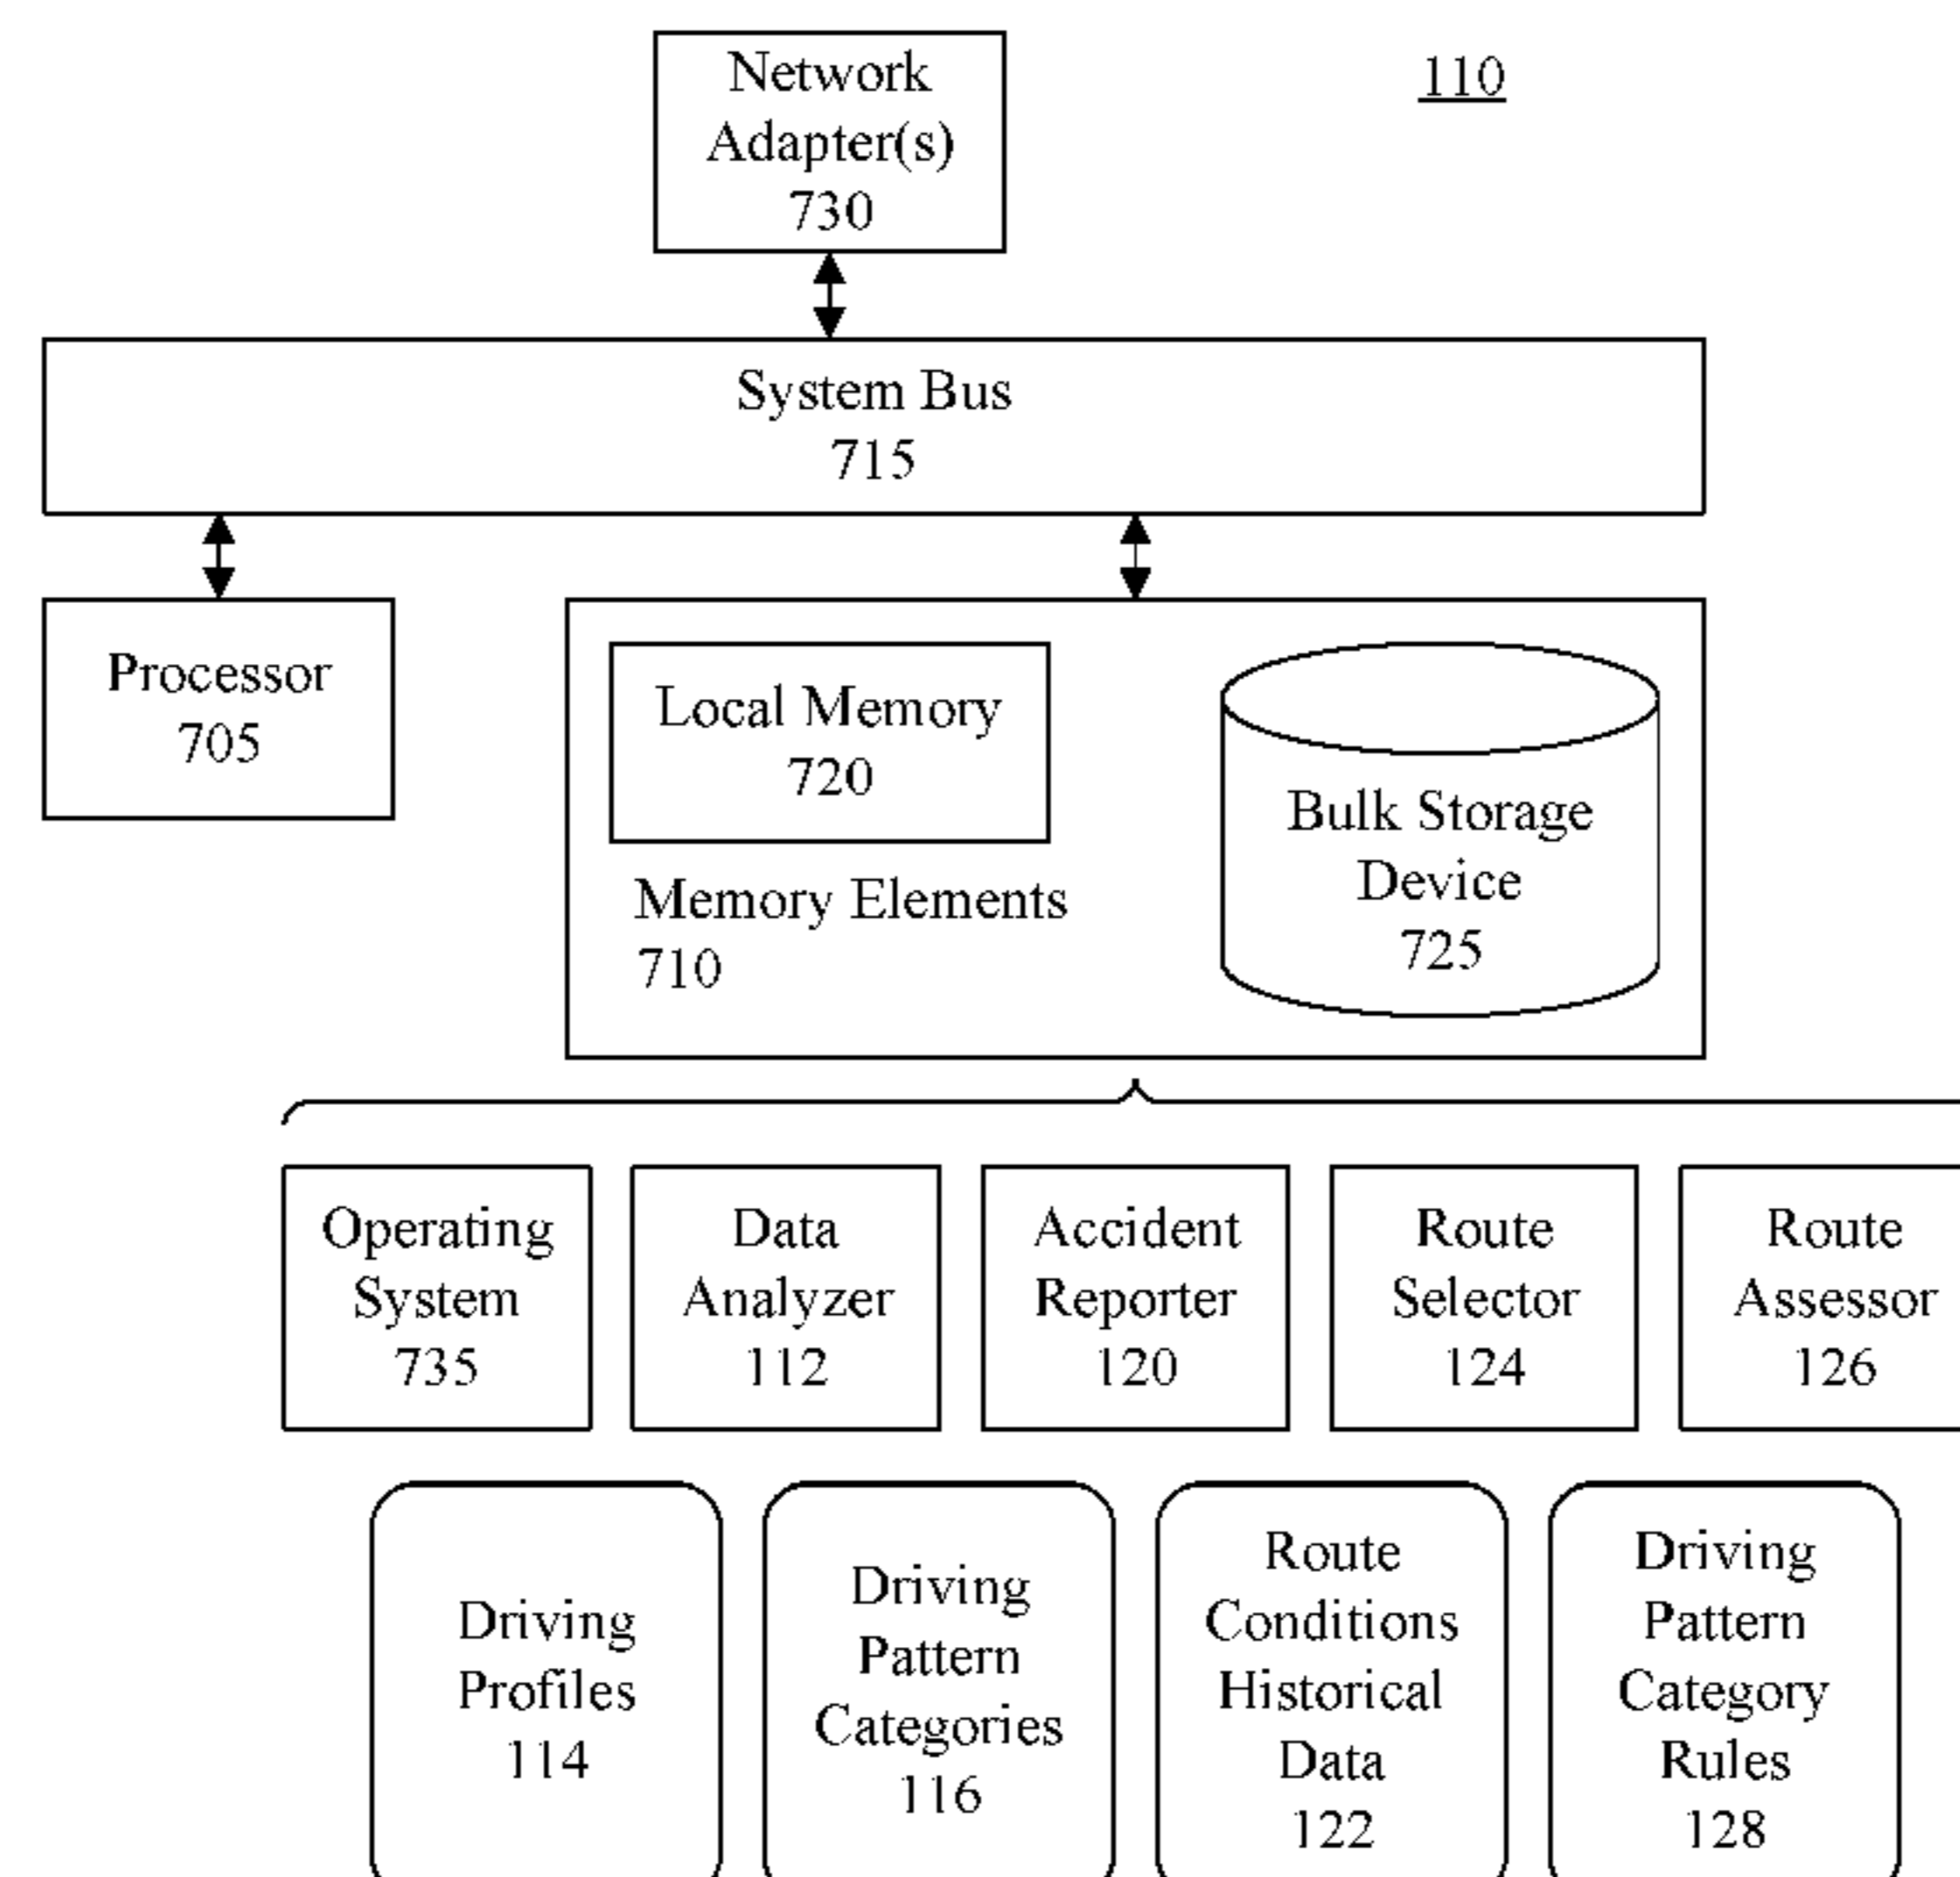 Network
Adapter(s)
730
110
System Bus
715
Processor
705
Local Memory
720
Memory Elements
710
Bulk Storage
Device
725
Operating
System
735
Data
Analyzer
112
Accident
Reporter
120
Route
Selector
124
Route
Assessor
126
Driving
Profiles
114
Driving
Pattern
Categories
116
Route
Conditions
Historical
Data
122
Driving
Pattern
Category
Rules
128